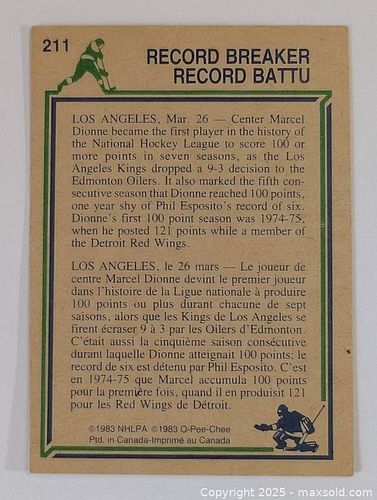 211
RECORD BREAKER
RECORD BATTU
LOS ANGELES, Mar. 26 — Center Marcel
Dionne became the first player in the history of
the National Hockey League to score 100 or
more points in seven seasons, as the Los
Angeles Kings dropped a 9-3 decision to the
Edmonton Oilers. It also marked the fifth con-
secutive season that Dionne reached 100 points,
one year shy of Phil Esposito's record of six.
Dionne's first 100 point season was 1974-75,
when he posted 121 points while a member of
the Detroit Red Wings.
LOS ANGELES, le 26 mars — Le joueur de
centre Marcel Dionne devint le premier joueur
dans l'histoire de la Ligue nationale à produire
100 points ou plus durant chacune de sept
saisons, alors que les Kings de Los Angeles se
firent écraser 9 à 3 par les Oilers d'Edmonton.
C'était aussi la cinquième saison consécutive
durant laquelle Dionne atteignait 100 points; le
record de six est détenu par Phil Esposito. C'est
en 1974-75 que Marcel accumula 100 points
pour la première fois, quand il en produisit 121
pour les Red Wings de Détroit.
©1983 NHLPA ©1983 O-Pee-Chee
Ptd. in Canada-Imprimé au Canada
Copyright 2025 - maxsold.com